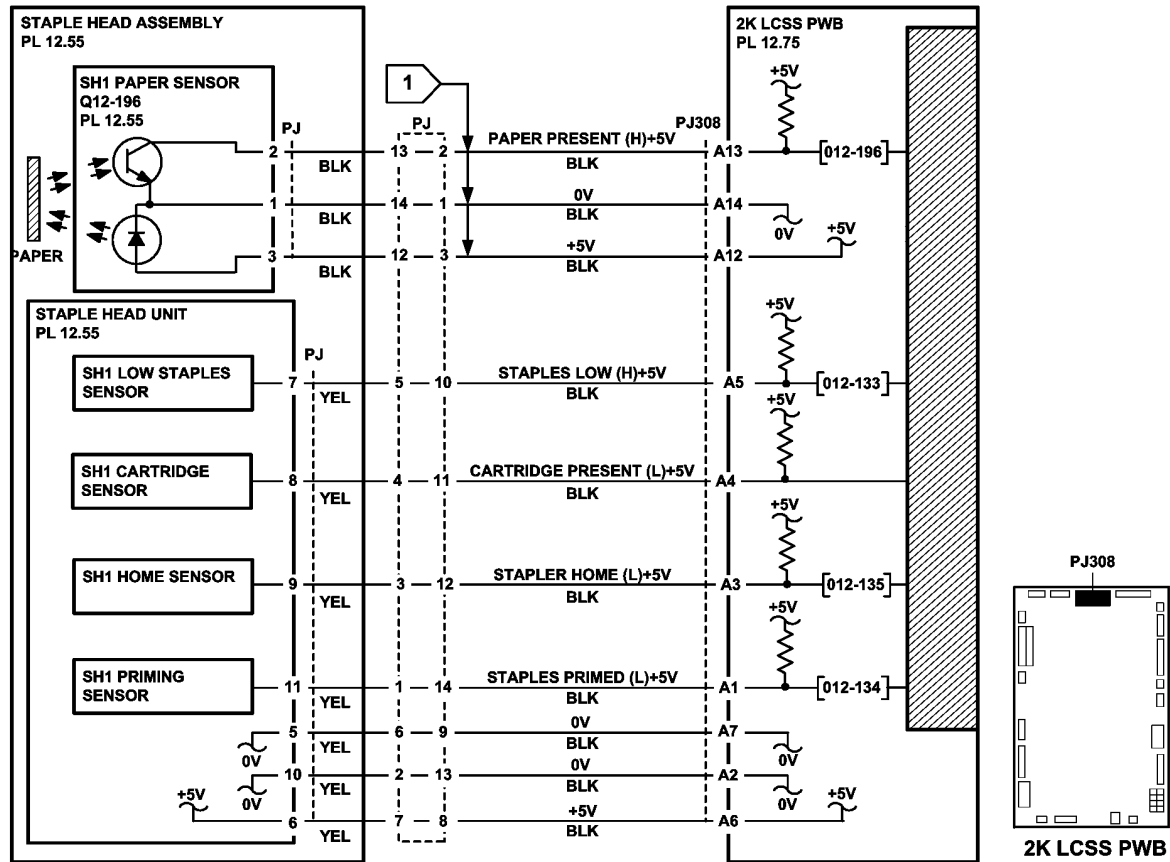 STAPLE HEAD ASSEMBLY
PL 12.55
SH1 PAPER SENSOR
Q12-196
PL 12.55
PAPER
1
PJ
PJ
PJ308
2K LCSS PWB
PL 12.75
+5V
2 BLK 13 2 PAPER PRESENT (H)+5V BLK A13 [012-196]
1 BLK 14 1 0V BLK A14 0V
3 BLK 12 3 +5V BLK A12 +5V
STAPLE HEAD UNIT
PL 12.55
PJ
+5V
SH1 LOW STAPLES
SENSOR
7 YEL 5 10 STAPLES LOW (H)+5V BLK A5 [012-133]
+5V
SH1 CARTRIDGE
SENSOR
8 YEL 4 11 CARTRIDGE PRESENT (L)+5V BLK A4
+5V
SH1 HOME SENSOR
9 YEL 3 12 STAPLER HOME (L)+5V BLK A3 [012-135]
+5V
SH1 PRIMING
SENSOR
11 YEL 1 14 STAPLES PRIMED (L)+5V BLK A1 [012-134]
0V 5 YEL 6 9 0V BLK A7 0V
0V 10 YEL 2 13 0V BLK A2 0V
+5V 6 YEL 7 8 +5V BLK A6 +5V
PJ308
2K LCSS PWB